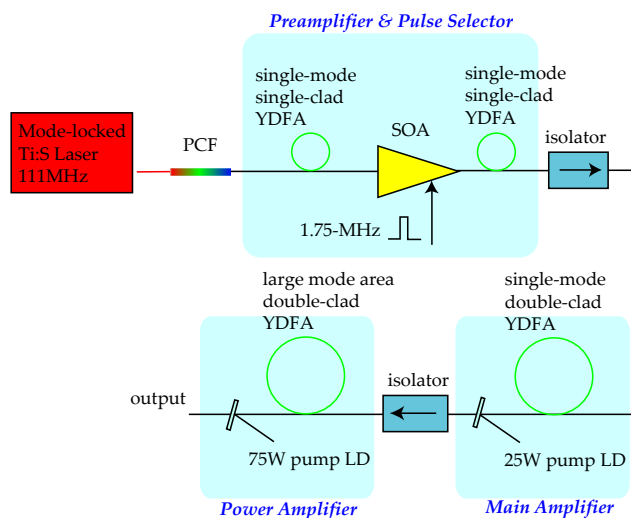 Preamplifier & Pulse Selector
single-mode
single-clad
YDFA
single-mode
single-clad
YDFA
Mode-locked
Ti:S Laser
111MHz
PCF
SOA
isolator
1.75-MHz
large mode area
double-clad
YDFA
single-mode
double-clad
YDFA
isolator
output
75W pump LD
25W pump LD
Power Amplifier
Main Amplifier